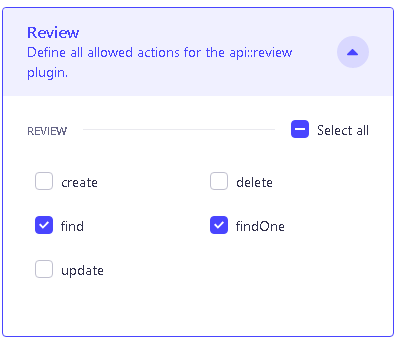 Review
Define all allowed actions for the api::review
plugin.
REVIEW
Select all
create
delete
find
findOne
update